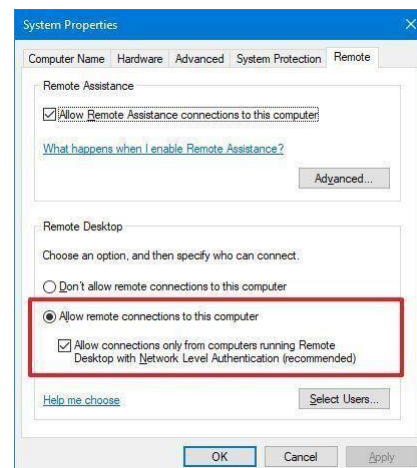 System Properties
Computer Name Hardware Advanced System Protection Remote
Remote Assistance
Allow Remote Assistance connections to this computer
What happens when I enable Remote Assistance?
Advanced...
Remote Desktop
Choose an option, and then specify who can connect.
Don't allow remote connections to this computer
Allow remote connections to this computer
Allow connections only from computers running Remote
Desktop with Network Level Authentication (recommended)
Help me choose
Select Users...
OK Cancel Apply